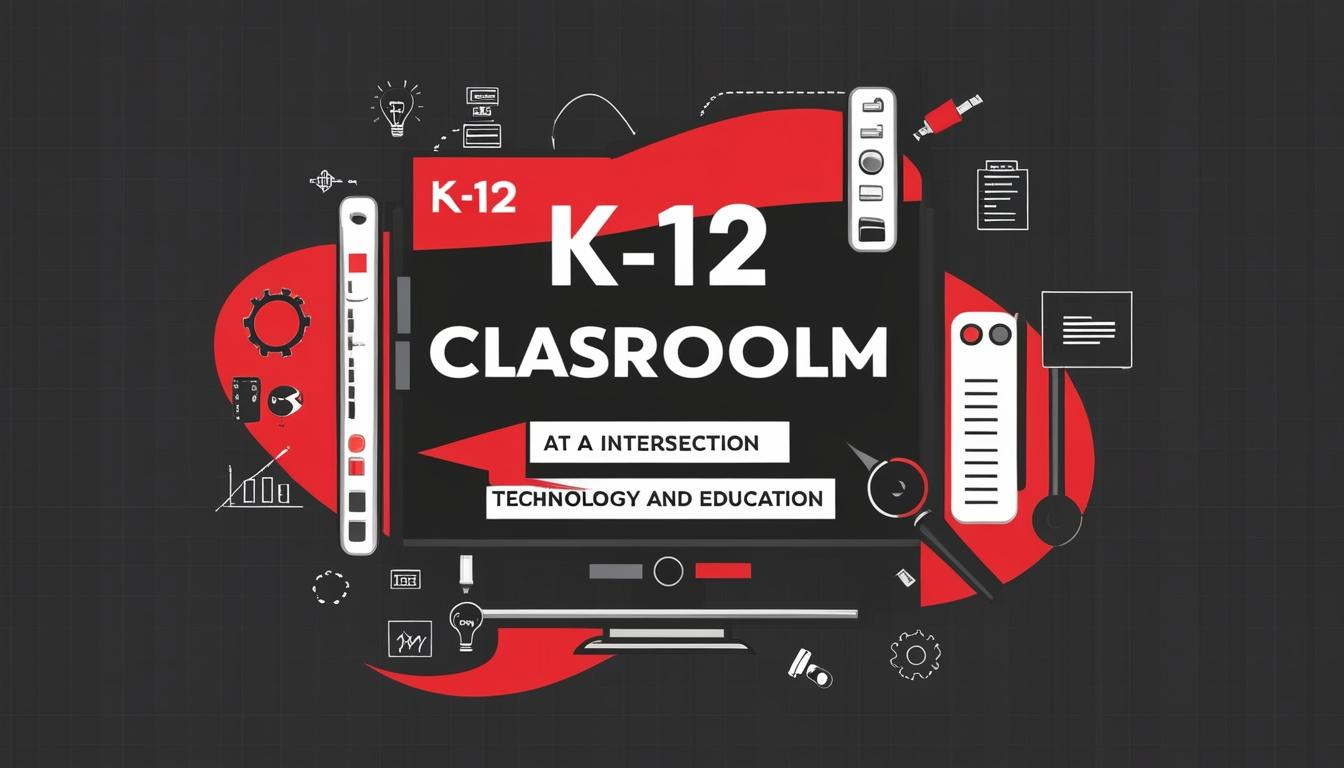 K-12
K-12
CLASROOLM
AT A INTERSECTION
TECHNOLOGY AND EDUCATION